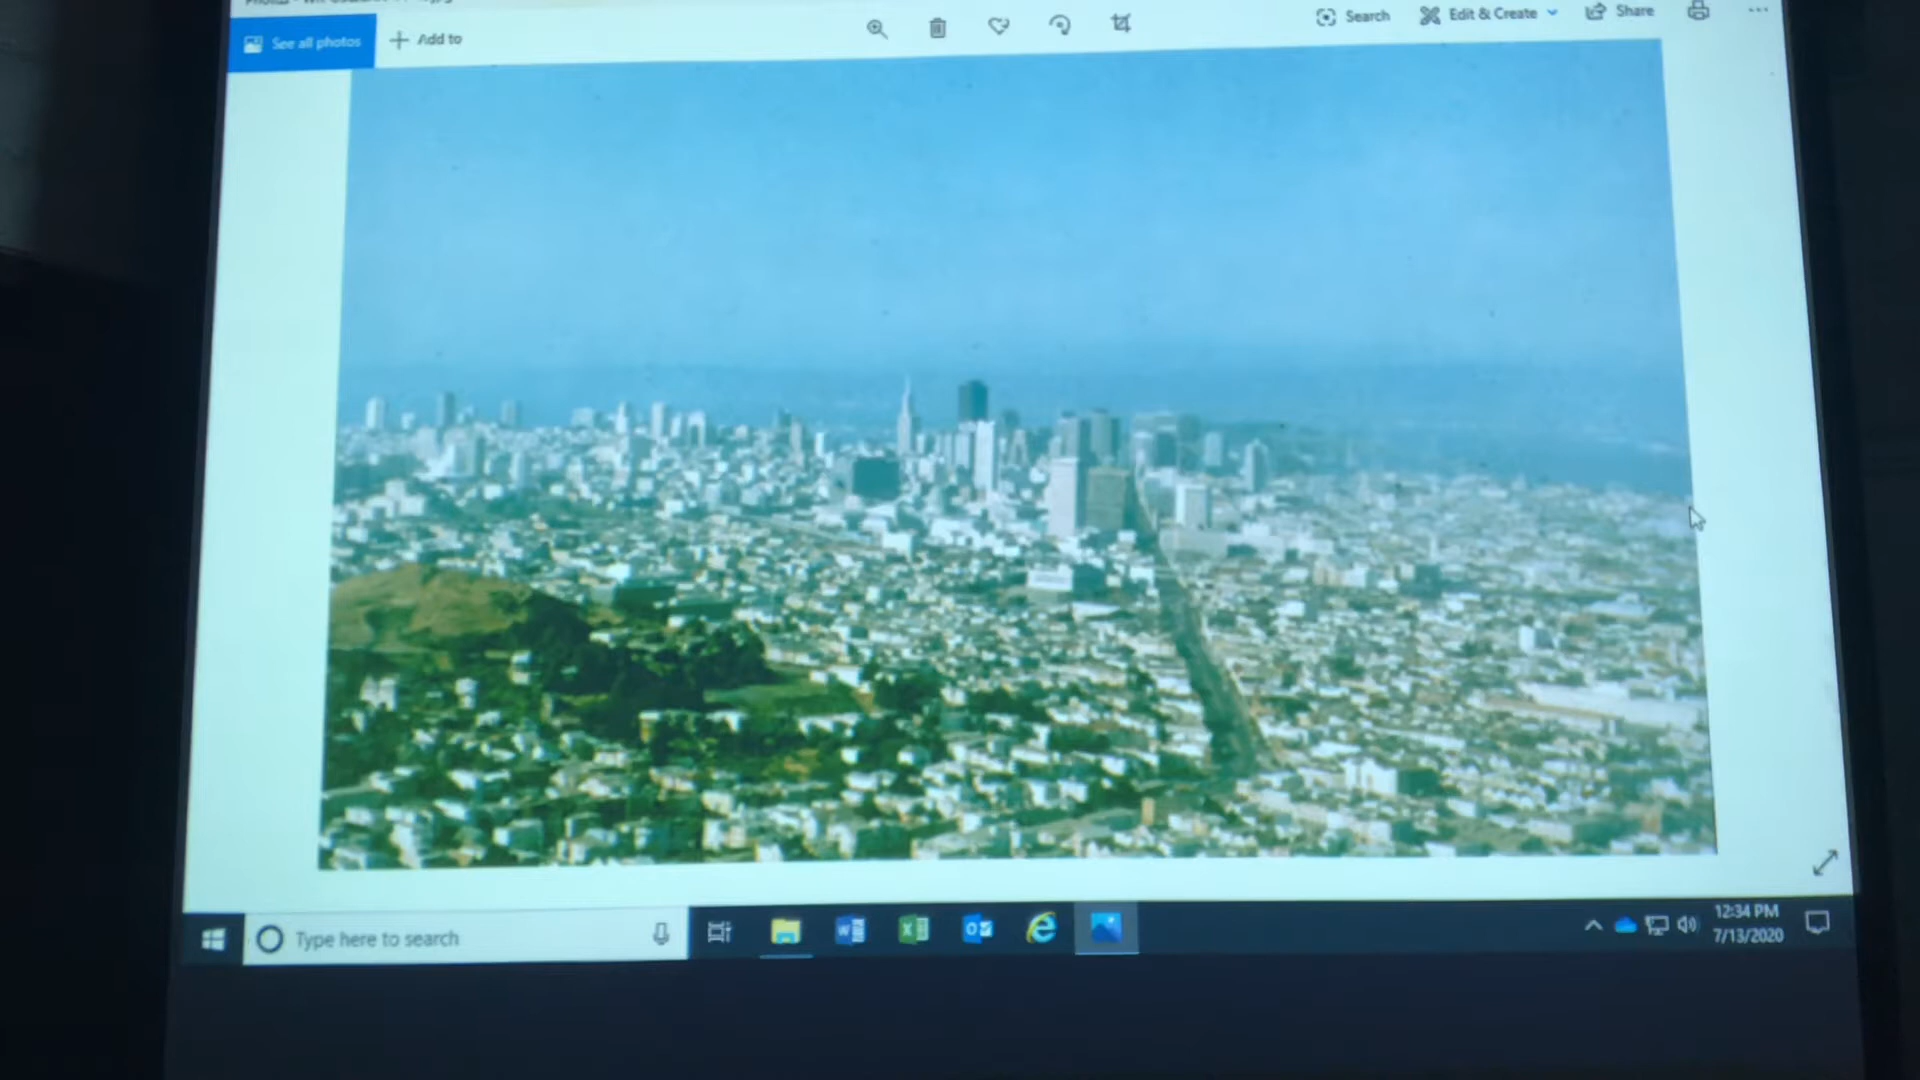 See all photos
Add to
Search
Edit & Create
Share
Type here to search
12:34 PM
7/13/2020